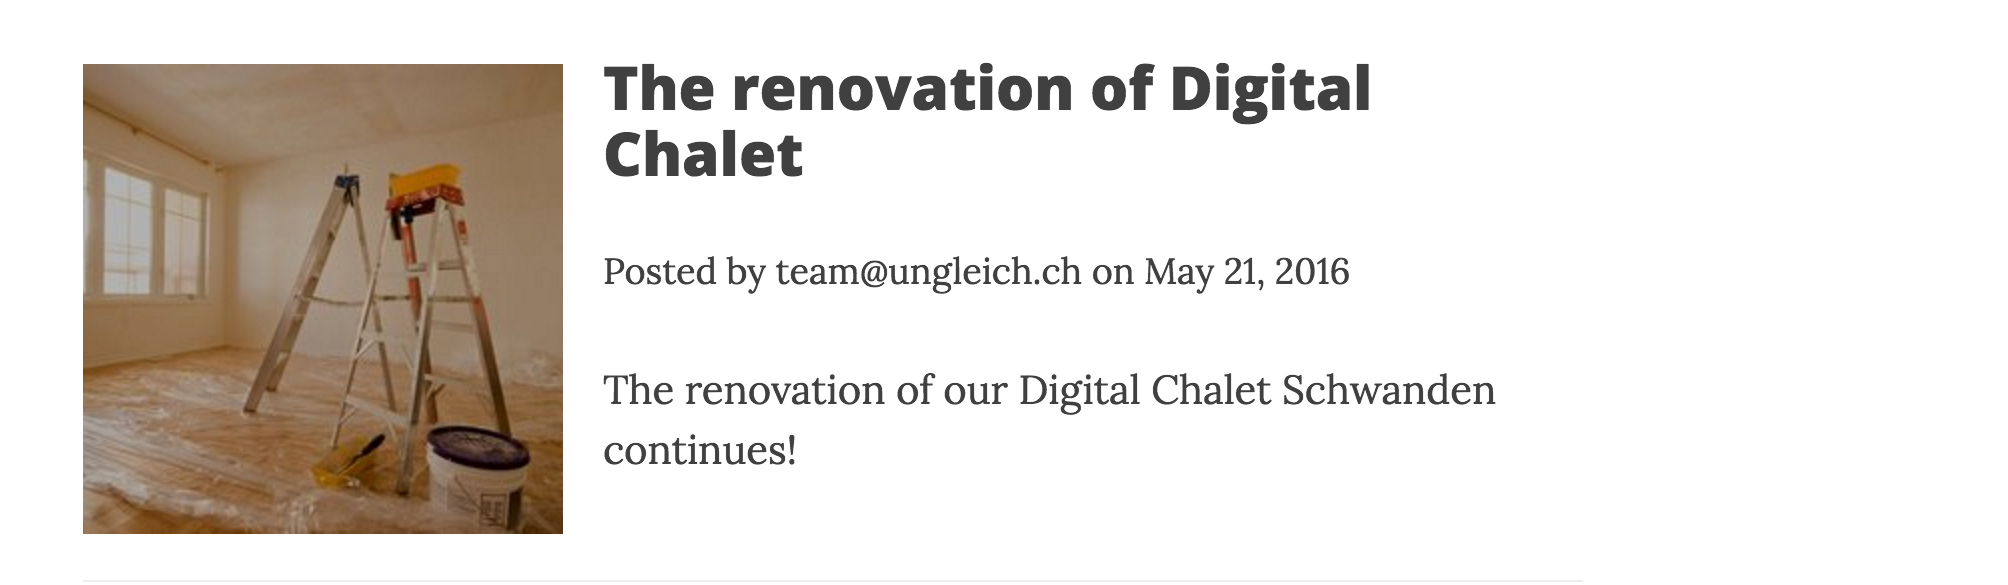 The renovation of Digital
Chalet
Posted by team@ungleich.ch on May 21, 2016
The renovation of our Digital Chalet Schwanden
continues!